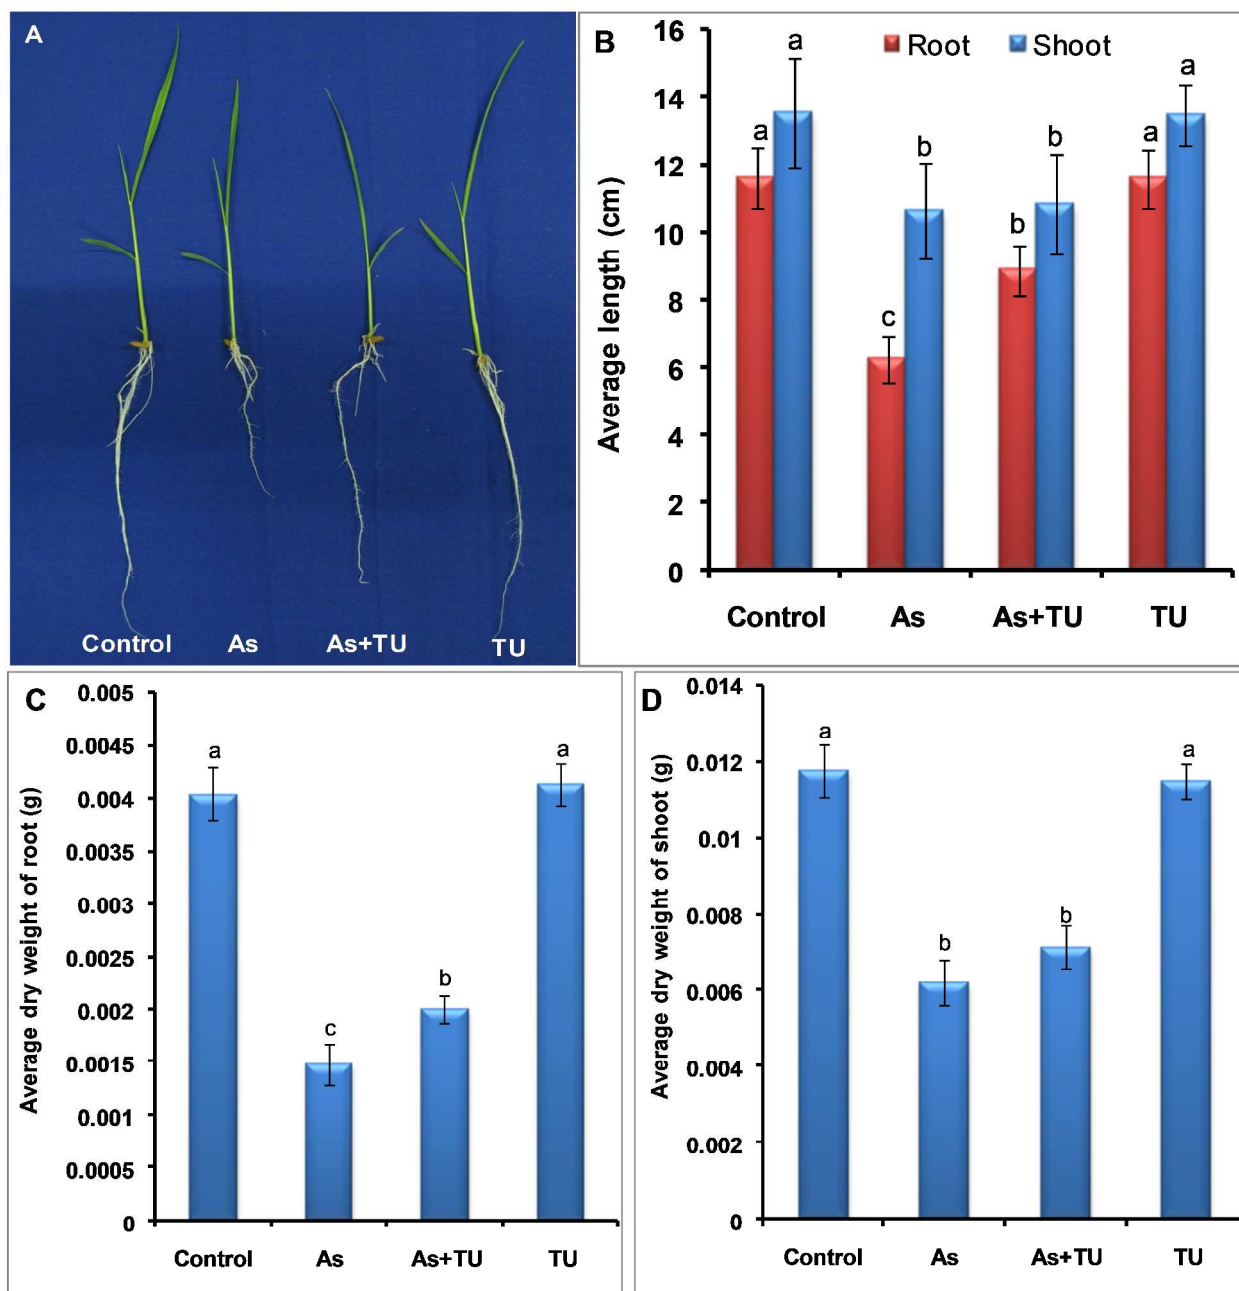 A
Control As As+TU TU
B
Root Shoot
Average length (cm)
16
14
12
10
8
6
4
2
0
a a
c b
b b
a a
Control As As+TU TU
C
Average dry weight of root (g)
0.005
0.0045
0.004
0.0035
0.003
0.0025
0.002
0.0015
0.001
0.0005
0
a c b a
Control As As+TU TU
D
Average dry weight of shoot (g)
0.014
0.012
0.01
0.008
0.006
0.004
0.002
0
a b b a
Control As As+TU TU